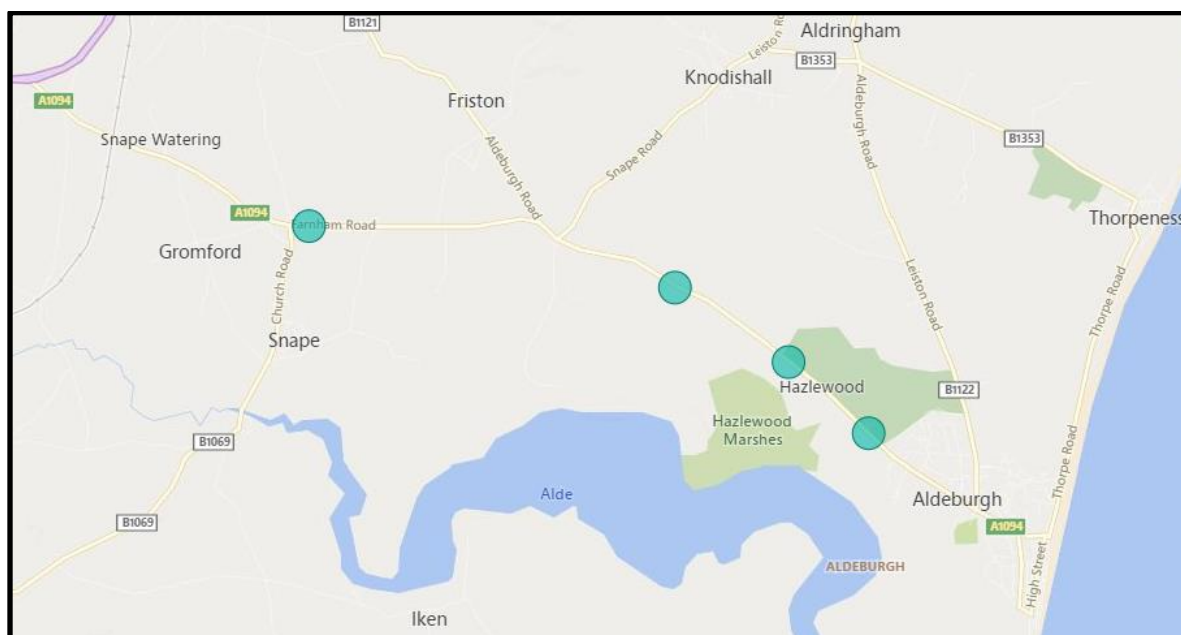 B1121
Aldringham
Leiston Road
B1353
Knodishall
A1094
Friston
Aldeburgh Road
Snape Watering
B1353
Aldeburgh Road
Snape Road
A1094
Farnham Road
Thorpeness
Gromford
Church Road
Leiston Road
Thorpe Road
Snape
Hazlewood
B1122
Hazlewood
Marshes
B1069
Thorpe Road
Alde
Aldeburgh
B1069
A1094
ALDEBURGH
High Street
Iken